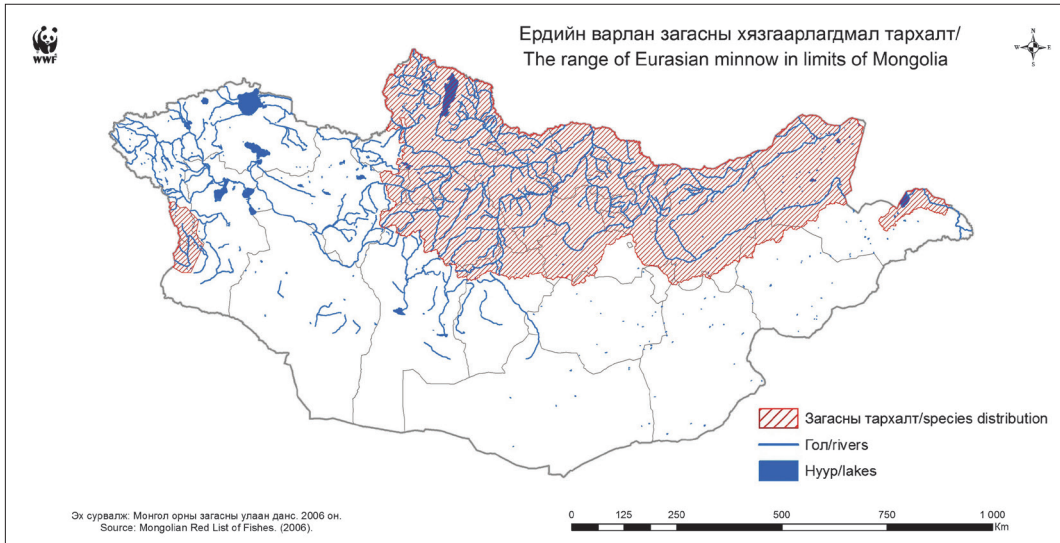 WWF
Ердийн варлан загасны хязгаарлагдмал тархалт/
The range of Eurasian minnow in limits of Mongolia
N
W E
S
Загасны тархалт/species distribution
Гол/rivers
Нуур/lakes
Эх сурвалж: Монгол орны загасны улаан данс. 2006 он.
Source: Mongolian Red List of Fishes. (2006).
0 125 250 500 750 1 000
Km